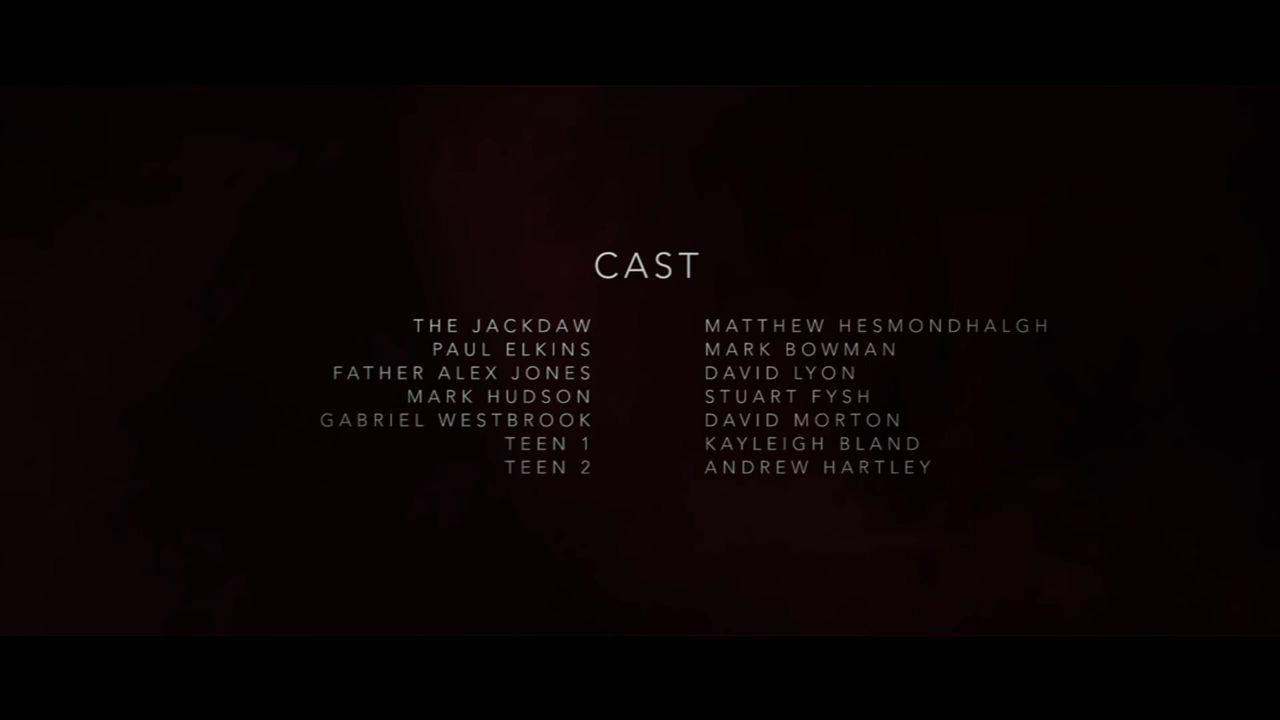 CAST
THE JACKDAW MATTHEW HESMONDHALGH
PAUL ELKINS MARK BOWMAN
FATHER ALEX JONES DAVID LYON
MARK HUDSON STUART FYSH
GABRIEL WESTBROOK DAVID MORTON
TEEN 1 KAYLEIGH BLAND
TEEN 2 ANDREW HARTLEY